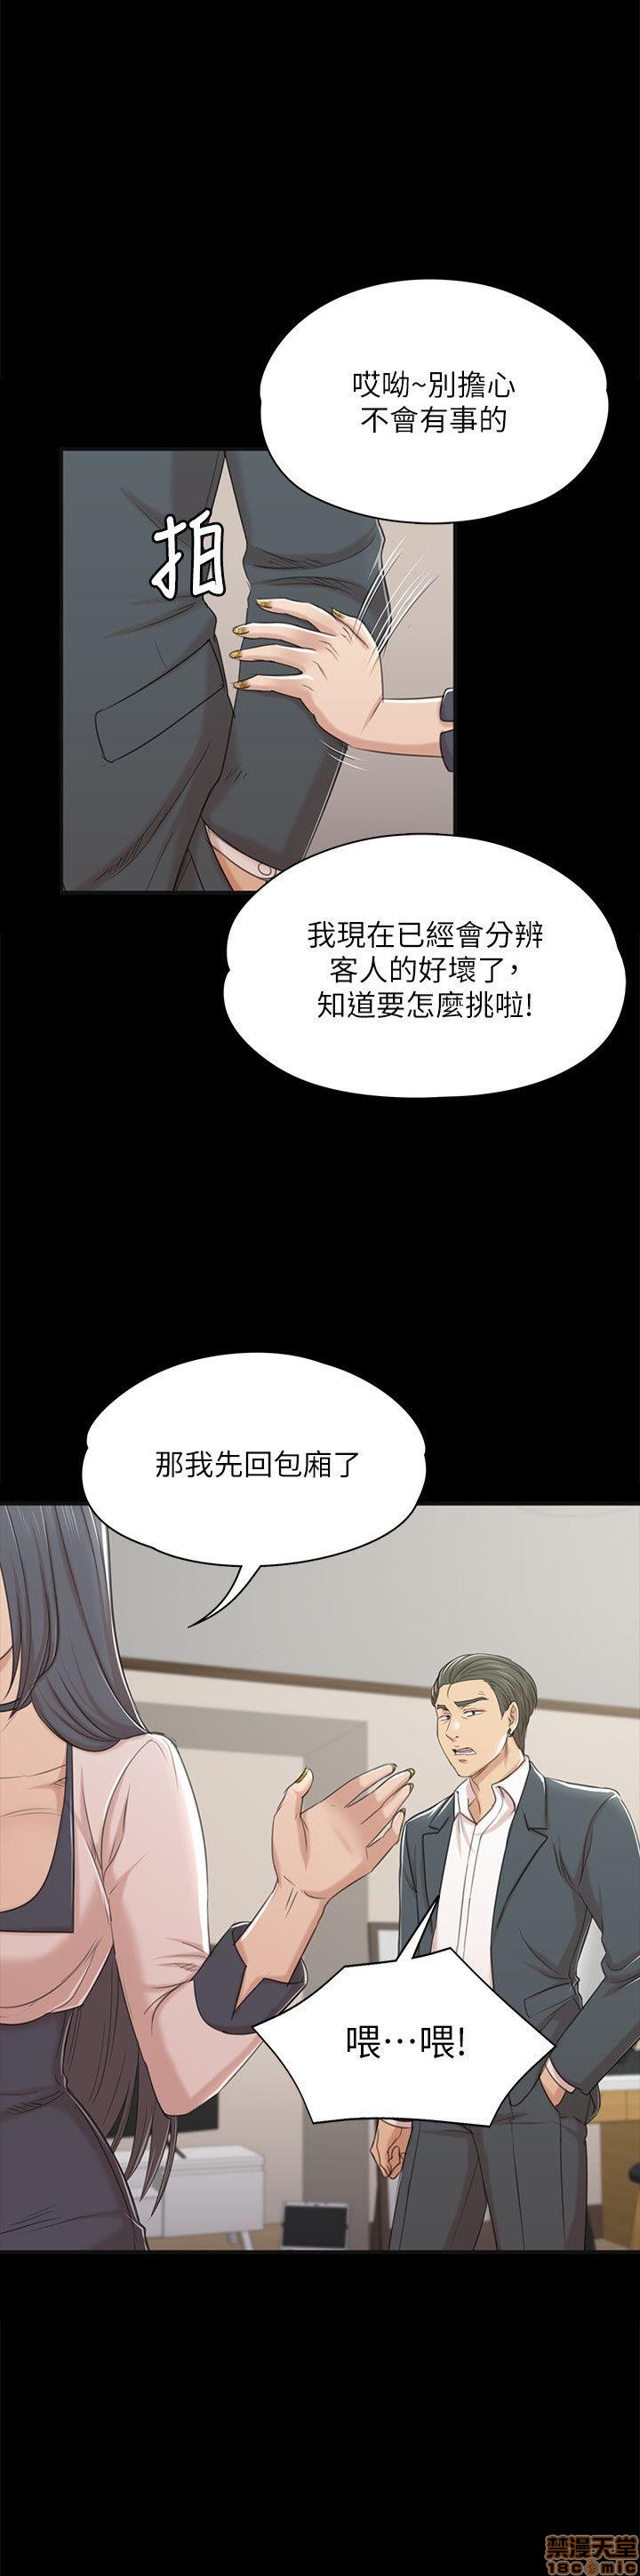 哎呦~別擔心
不會有事的
拍
我現在已經會分辨
客人的好壞了，
知道要怎麼挑啦!
那我先回包廂了
喂…喂!
禁漫天堂
18comic